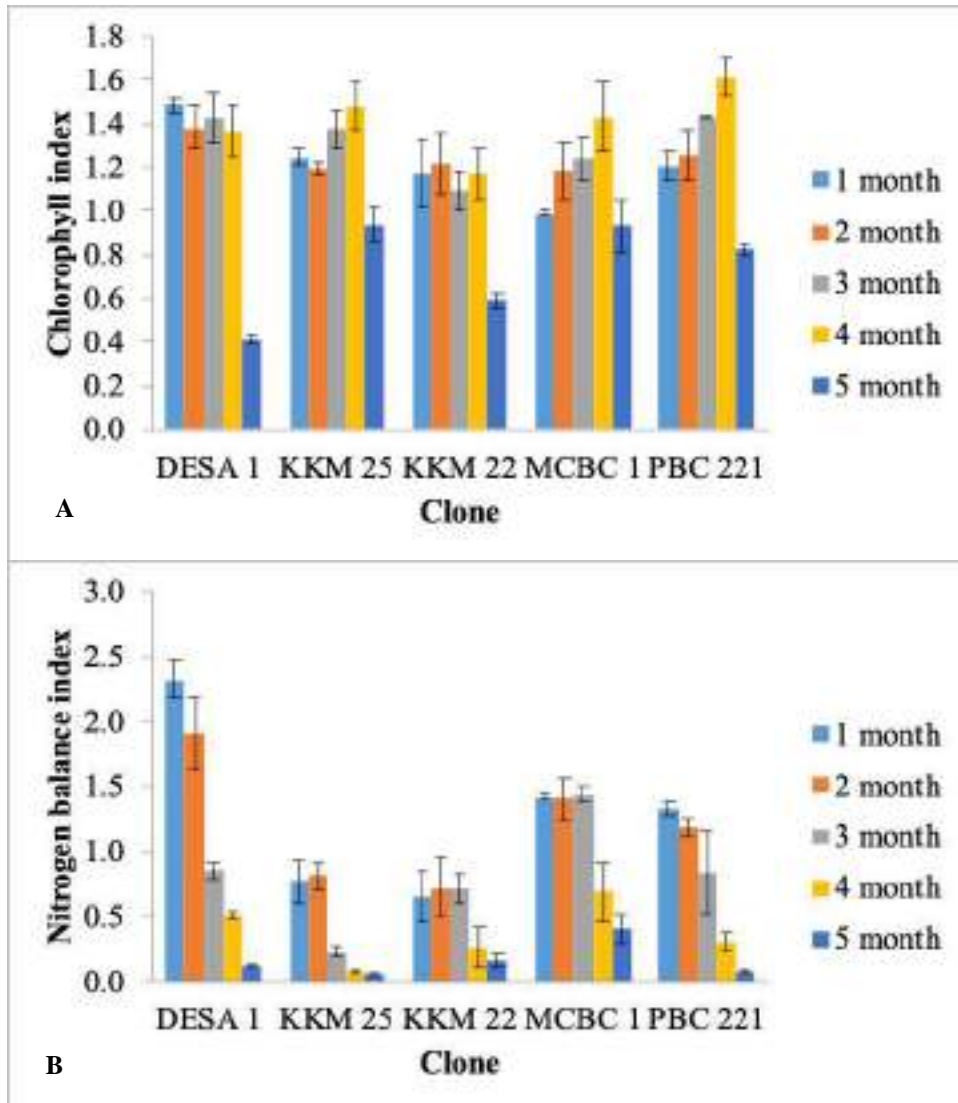 1.8
1.6
1.4
1.2
1.0
0.8
0.6
0.4
0.2
0.0
Chlorophyll index
DESA 1 KKM 25 KKM 22 MCBC 1 PBC 221
Clone
A
1 month
2 month
3 month
4 month
5 month
3.0
2.5
2.0
1.5
1.0
0.5
0.0
Nitrogen balance index
DESA 1 KKM 25 KKM 22 MCBC 1 PBC 221
Clone
B
1 month
2 month
3 month
4 month
5 month